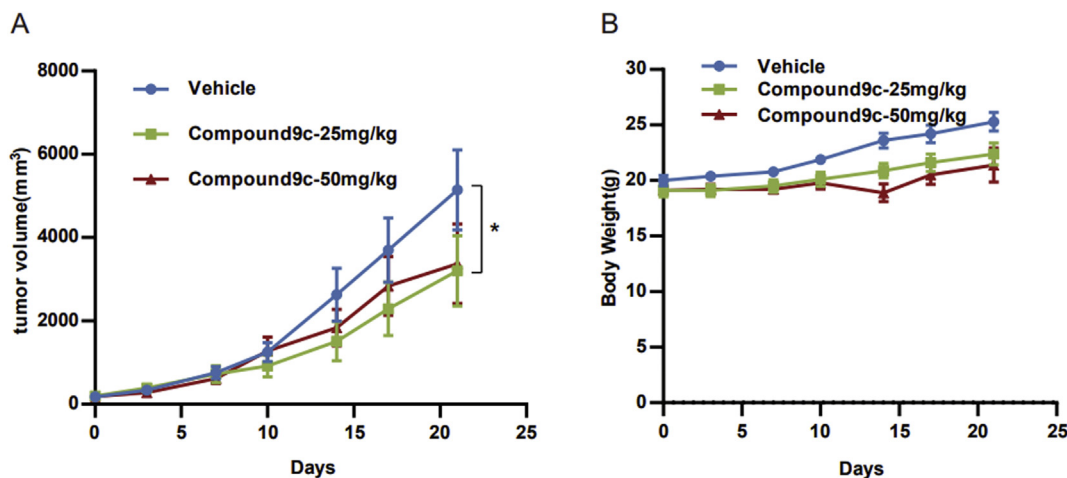 A
tumor volume(mm³)
8000
6000
4000
2000
0
Vehicle
Compound9c-25mg/kg
Compound9c-50mg/kg
*
0 5 10 15 20 25
Days
B
Body Weight(g)
30
25
20
15
10
5
0
Vehicle
Compound9c-25mg/kg
Compound9c-50mg/kg
0 5 10 15 20 25
Days